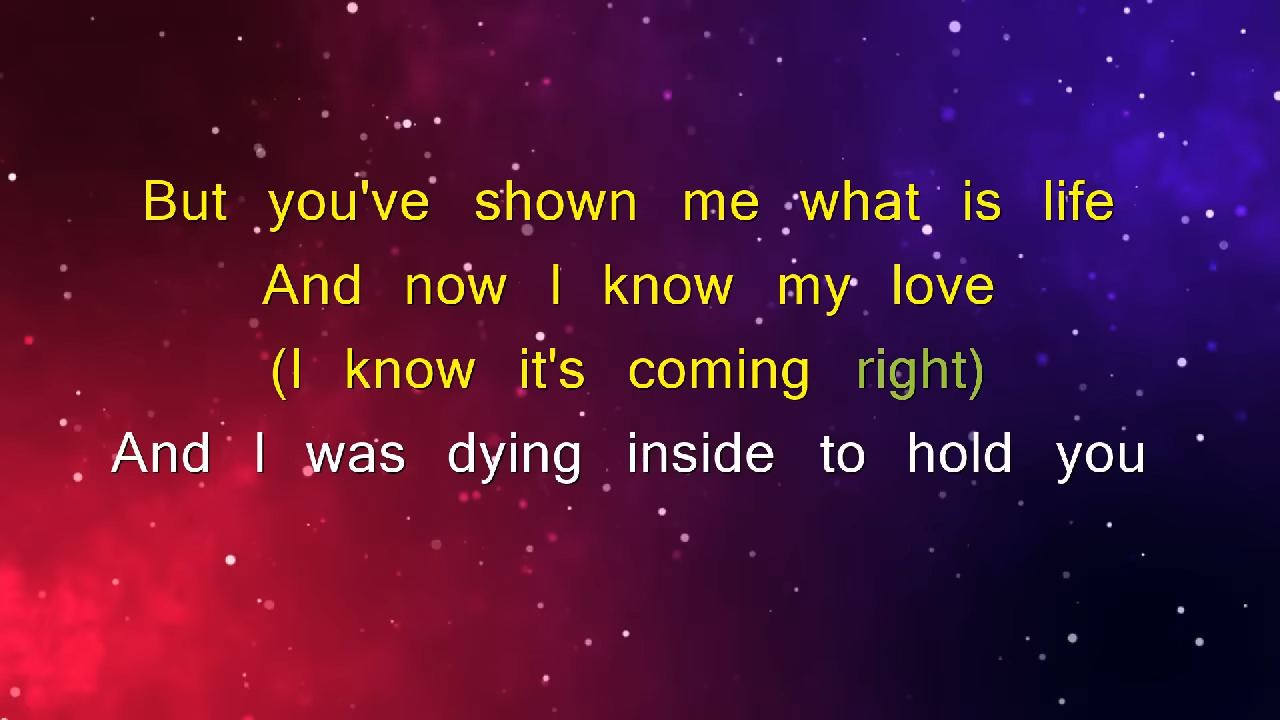 But you've shown me what is life
And now I know my love
(I know it's coming right)
And I was dying inside to hold you